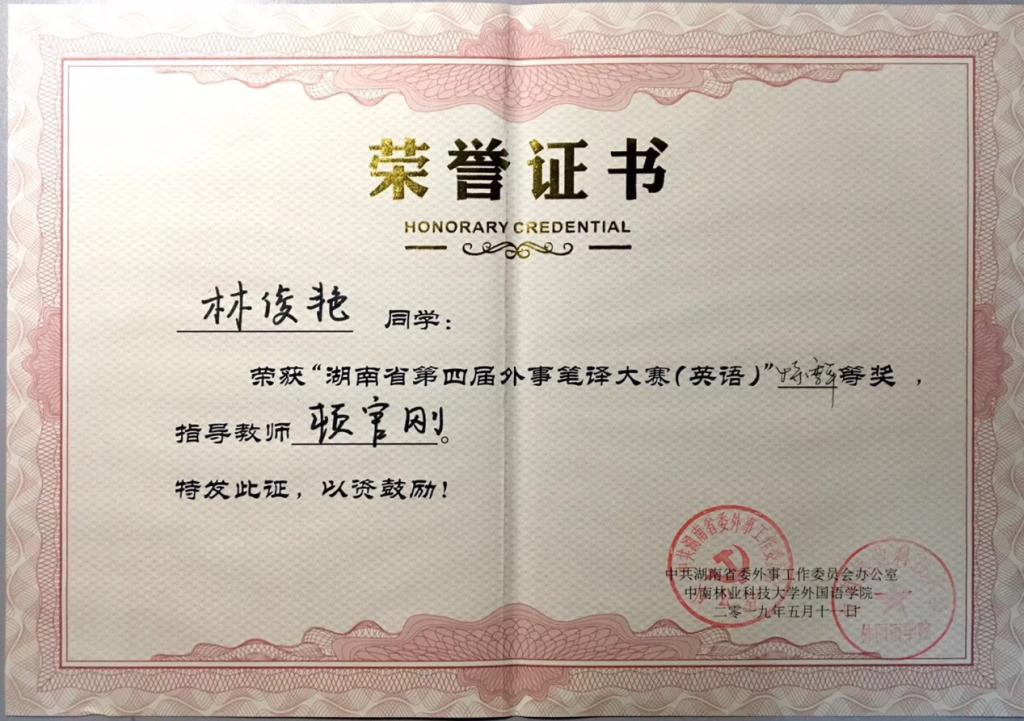 荣誉证书
HONORARY CREDENTIAL
林俊艳 同学：
荣获“湖南省第四届外事笔译大赛(英语)”等奖，
指导教师 官刚。
特发此证，以资鼓励！
中共湖南省委外事工作委员会办公室
中南林业科技大学外国语学院
二零一九年五月十一日